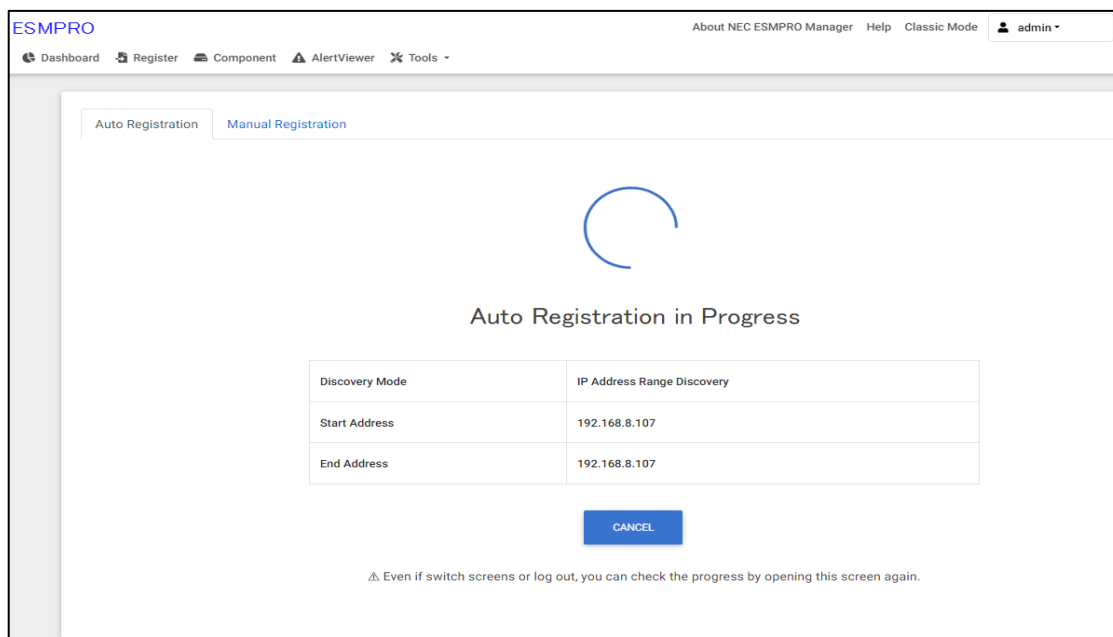 ESMPRO
About NEC ESMPRO Manager Help Classic Mode admin
Dashboard Register Component AlertViewer Tools
Auto Registration Manual Registration
Auto Registration in Progress
Discovery Mode IP Address Range Discovery
Start Address 192.168.8.107
End Address 192.168.8.107
CANCEL
Even if switch screens or log out, you can check the progress by opening this screen again.